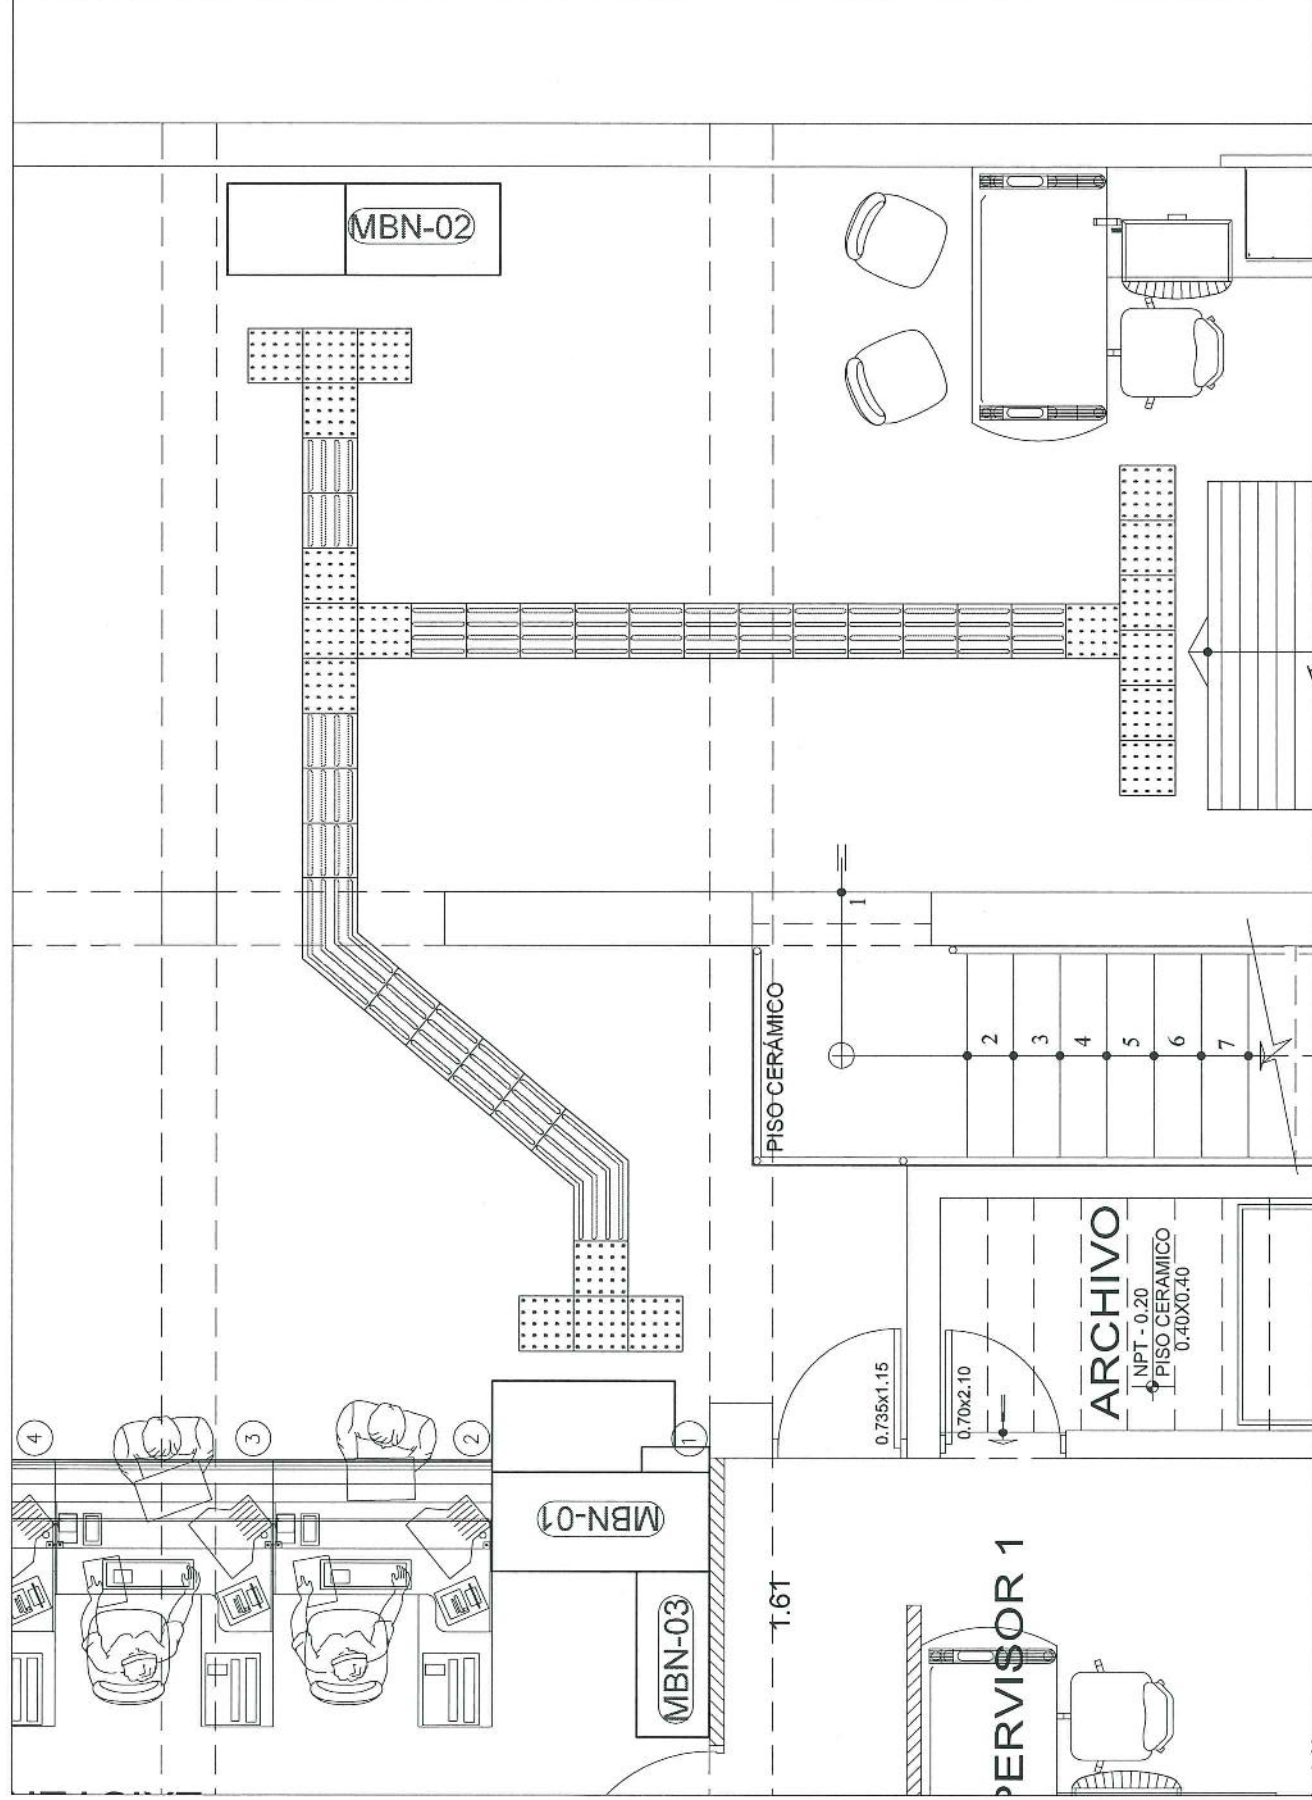 MBN-02
1
PISO CERÁMICO
2
3
4
5
6
7
ARCHIVO
NPT - 0.20
PISO CERAMICO
0.40X0.40
0.735x1.15
0.70x2.10
4
3
2
1
MBN-01
MBN-03
1.61
PERVISOR 1